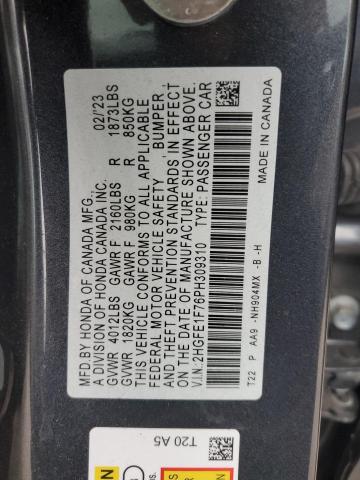 MFD.BY HONDA OF CANADA MFG. 02/23
A DIVISION OF HONDA CANADA INC.
GVWR 4012LBS GAWR F 2160LBS R 1873LBS
GVWR 1820KG GAWR F 980KG R 850KG
THIS VEHICLE CONFORMS TO ALL APPLICABLE
FEDERAL MOTOR VEHICLE SAFETY BUMPER,
AND THEFT PREVENTION STANDARDS IN EFFECT
ON THE DATE OF MANUFACTURE SHOWN ABOVE.
V.I.N.:2HGFE1F76PH309310 TYPE: PASSENGER CAR
T22 P AA9 -NH904MX -B -H
MADE IN CANADA
T20 A5